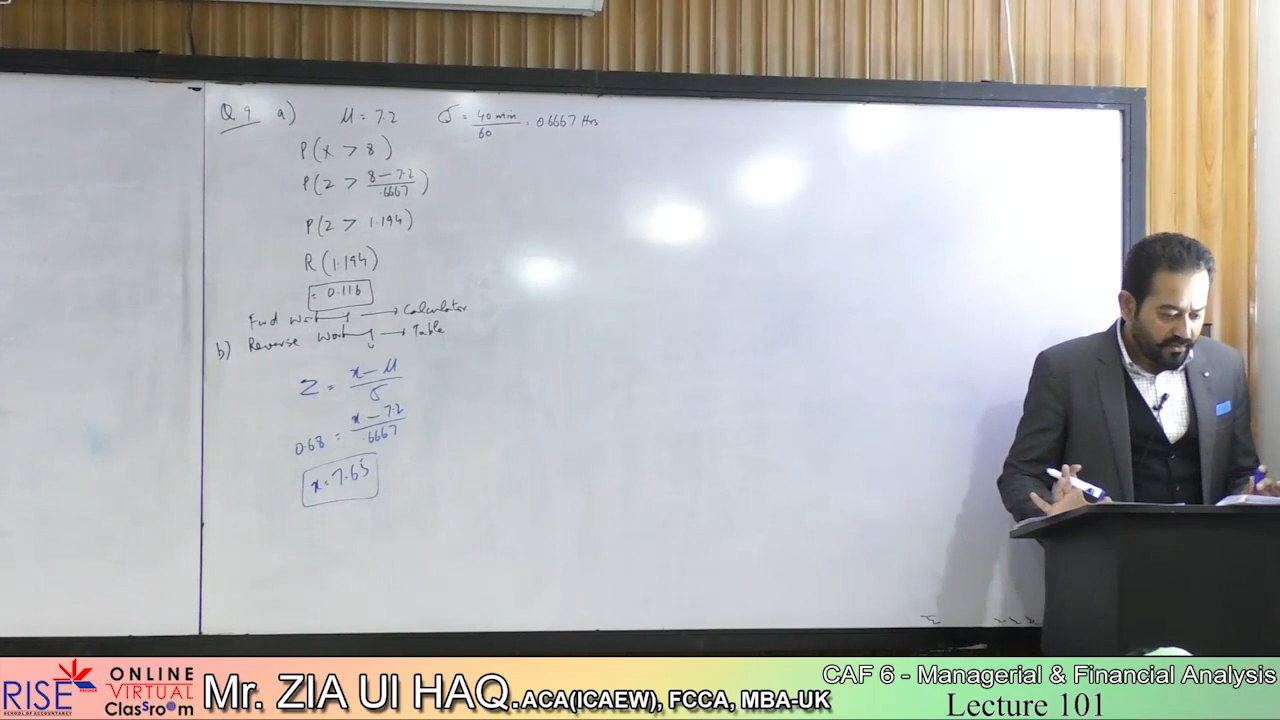 Q 9 a) μ = 7.2 σ = 40 min / 60 = 0.6667 Hrs
P(x > 8)
P(z > 8 - 7.2 / .6667)
P(z > 1.194)
R(1.194)
= 0.116
Fwd Work → Calculator
b) Reverse Work → Table
Z = x - μ / σ
0.68 = x - 7.2 / .6667
x = 7.65
RISE
SCHOOL OF ACCOUNTANCY
ONLINE
VIRTUAL
Classroom
Mr. ZIA UI HAQ.ACA(ICAEW), FCCA, MBA-UK
CAF 6 - Managerial & Financial Analysis
Lecture 101